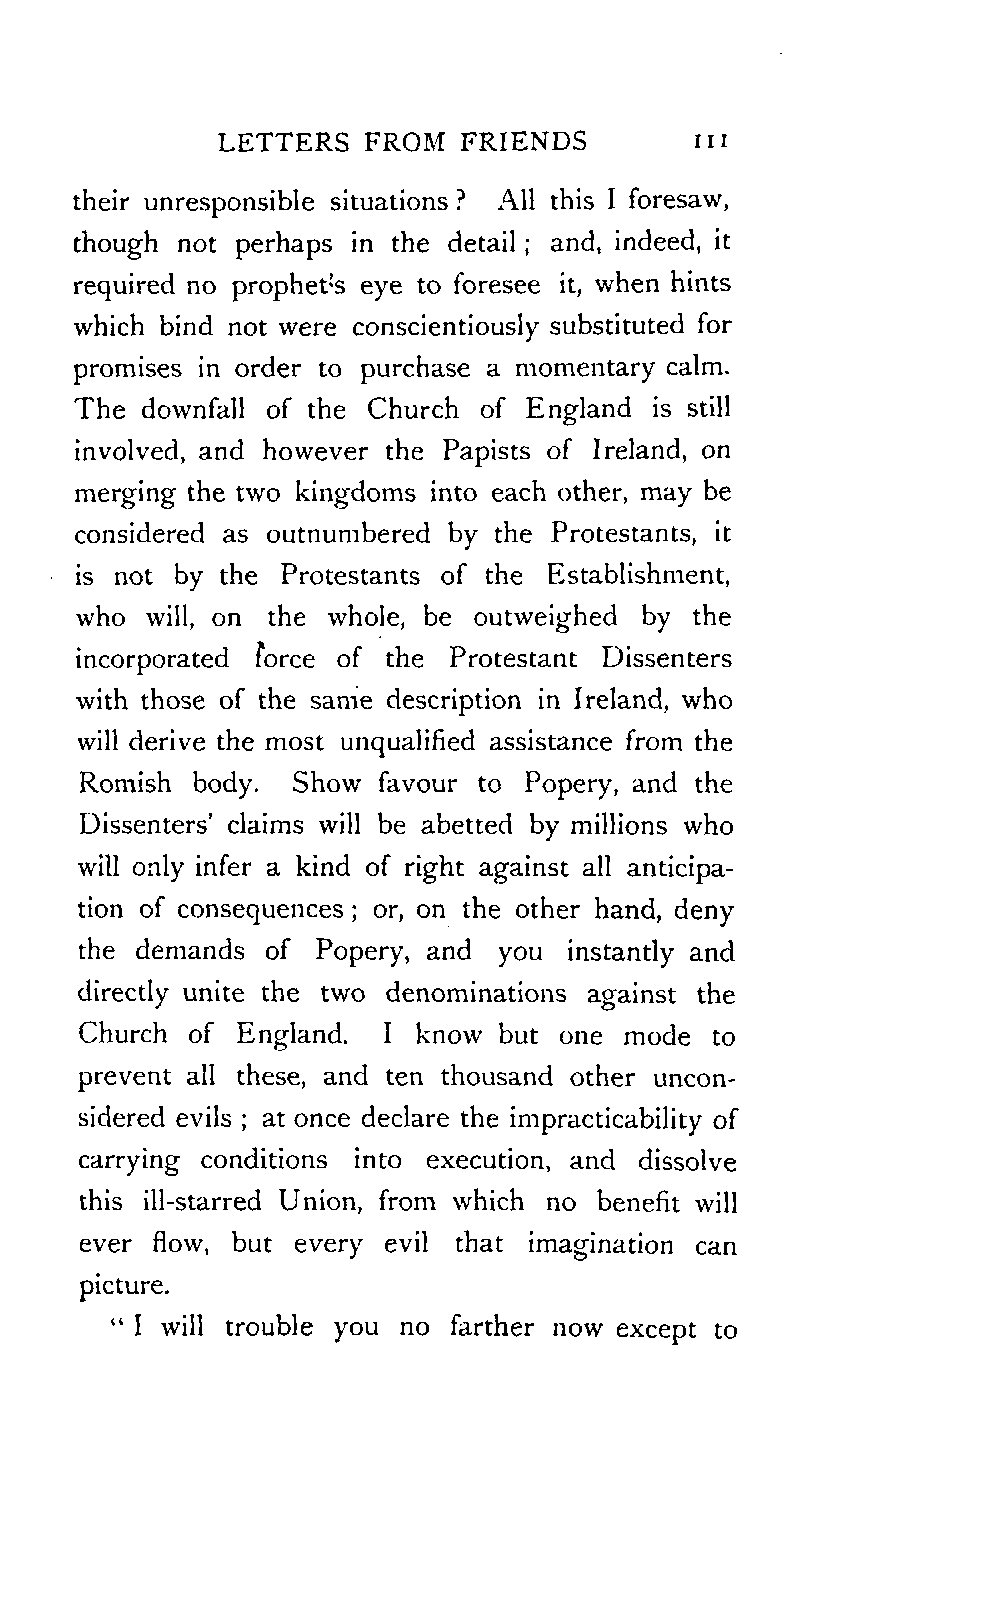 LETTERS FROM FRIENDS 111
their unresponsible situations? All this I foresaw,
though not perhaps in the detail; and, indeed, it
required no prophet's eye to foresee it, when hints
which bind not were conscientiously substituted for
promises in order to purchase a momentary calm.
The downfall of the Church of England is still
involved, and however the Papists of Ireland, on
merging the two kingdoms into each other, may be
considered as outnumbered by the Protestants, it
is not by the Protestants of the Establishment,
who will, on the whole, be outweighed by the
incorporated force of the Protestant Dissenters
with those of the same description in Ireland, who
will derive the most unqualified assistance from the
Romish body. Show favour to Popery, and the
Dissenters' claims will be abetted by millions who
will only infer a kind of right against all anticipa-
tion of consequences; or, on the other hand, deny
the demands of Popery, and you instantly and
directly unite the two denominations against the
Church of England. I know but one mode to
prevent all these, and ten thousand other uncon-
sidered evils; at once declare the impracticability of
carrying conditions into execution, and dissolve
this ill-starred Union, from which no benefit will
ever flow, but every evil that imagination can
picture.
"I will trouble you no farther now except to